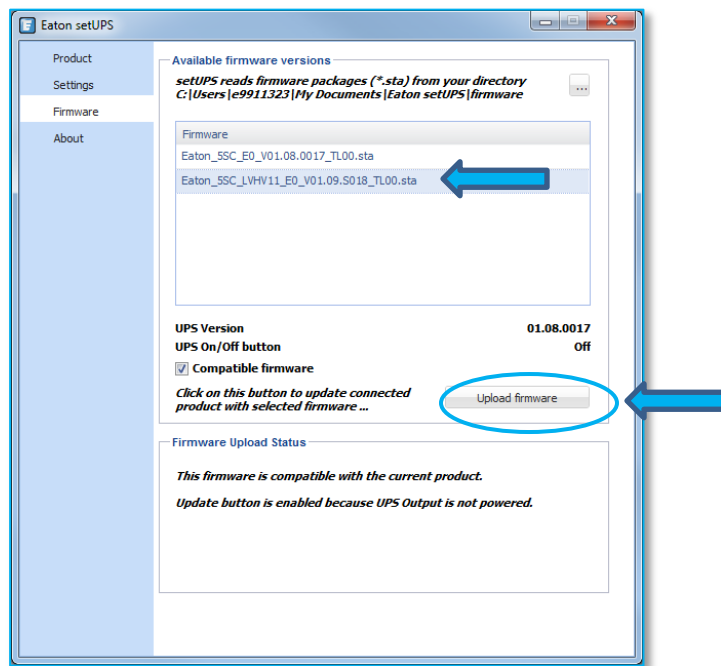 Eaton setUPS
Product
Settings
Firmware
About
Available firmware versions
setUPS reads firmware packages (*.sta) from your directory
C:|Users|e9911323|My Documents|Eaton setUPS|firmware
...
Firmware
Eaton_5SC_E0_V01.08.0017_TL00.sta
Eaton_5SC_LVHV11_E0_V01.09.S018_TL00.sta
UPS Version 01.08.0017
UPS On/Off button Off
Compatible firmware
Click on this button to update connected
product with selected firmware ...
Upload firmware
Firmware Upload Status
This firmware is compatible with the current product.
Update button is enabled because UPS Output is not powered.